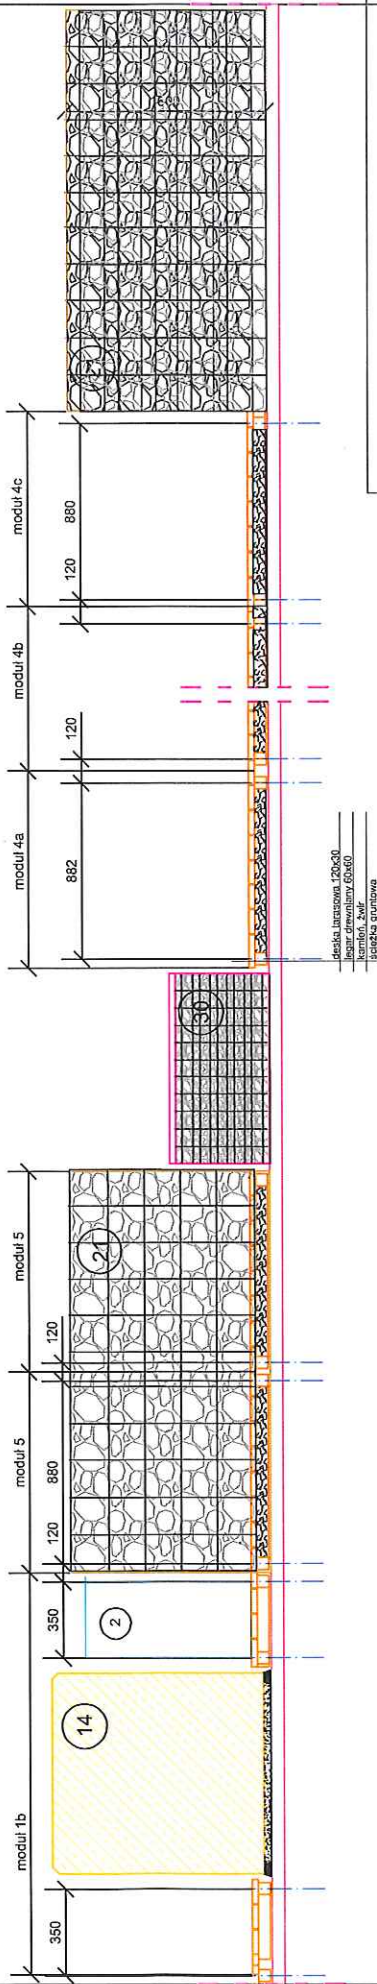 moduł 1b
moduł 5
moduł 5
moduł 4a
moduł 4b
moduł 4c
350
350
120
880
120
882
120
120
880
14
2
21
30
deska tarasowa 120x30
legar drewniany 60x60
kamień, żwir
ścieżka gruntowa